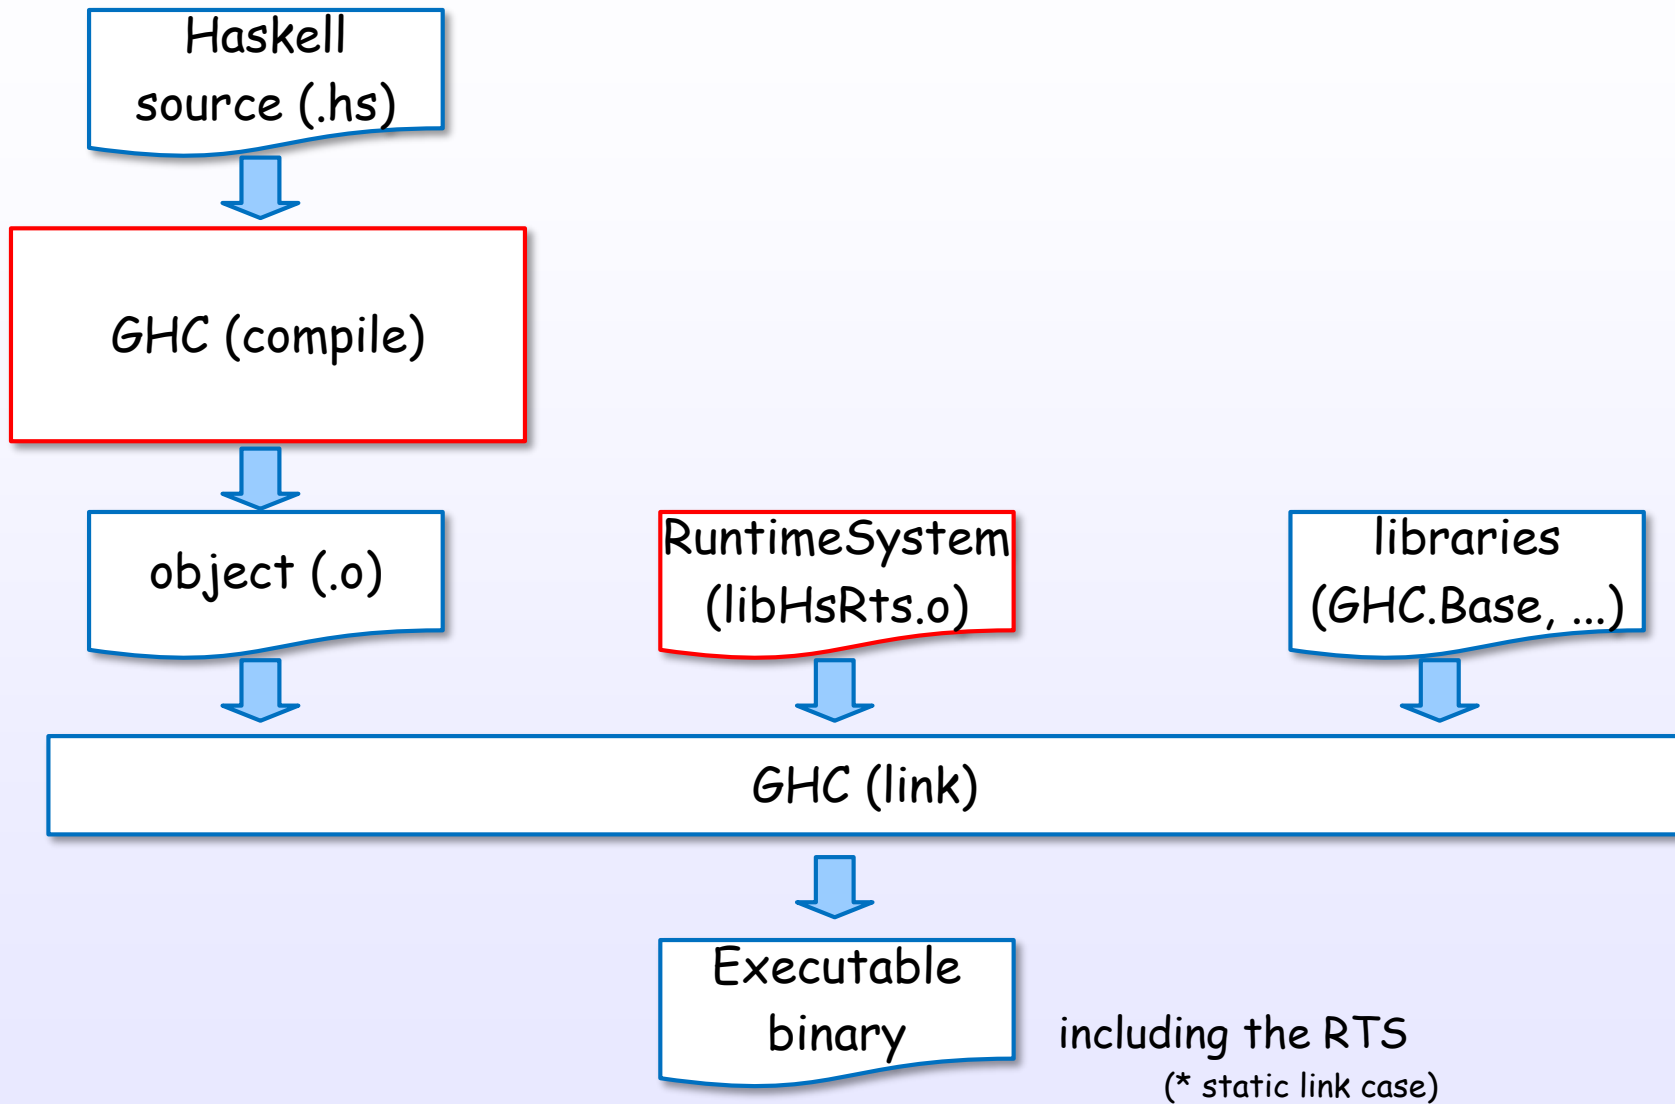 Haskell
source (.hs)
GHC (compile)
object (.o)
RuntimeSystem
(libHsRts.o)
libraries
(GHC.Base, ...)
GHC (link)
Executable
binary
including the RTS
(* static link case)